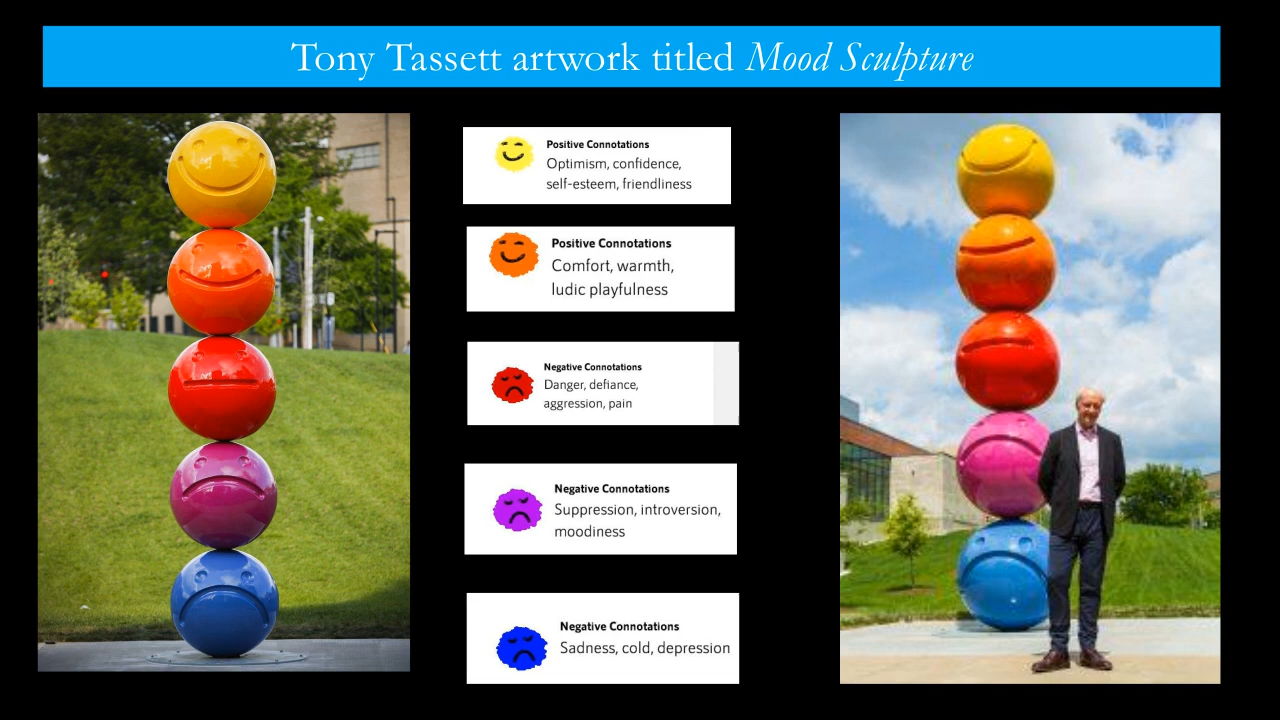 Tony Tassett artwork titled Mood Sculpture
Positive Connotations
Optimism, confidence,
self-esteem, friendliness
Positive Connotations
Comfort, warmth,
ludic playfulness
Negative Connotations
Danger, defiance,
aggression, pain
Negative Connotations
Suppression, introversion,
moodiness
Negative Connotations
Sadness, cold, depression